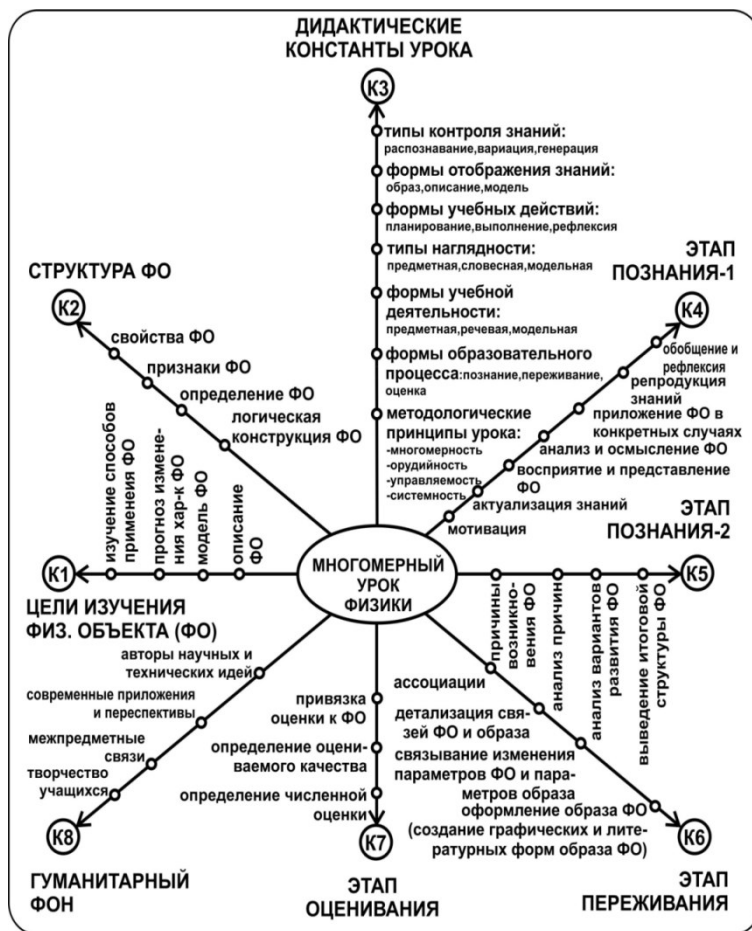 ДИДАКТИЧЕСКИЕ
КОНСТАНТЫ УРОКА
К3
типы контроля знаний:
распознавание,вариация,генерация
формы отображения знаний:
образ,описание,модель
формы учебных действий:
планирование,выполнение,рефлексия
типы наглядности:
предметная,словесная,модельная
формы учебной
деятельности:
предметная,речевая,модельная
формы образовательного
процесса:познание,переживание,
оценка
методологические
принципы урока:
-многомерность
-орудийность
-управляемость
-системность
СТРУКТУРА ФО
К2
свойства ФО
признаки ФО
определение ФО
логическая
конструкция ФО
ЭТАП
ПОЗНАНИЯ-1
К4
обобщение и
рефлексия
репродукция
знаний
приложение ФО в
конкретных случаях
анализ и осмысление ФО
восприятие и представление
ФО
актуализация знаний
мотивация
К1
изучение способов
применеия ФО
прогноз измене-
ния хар-к ФО
модель ФО
описание
ФО
ЦЕЛИ ИЗУЧЕНИЯ
ФИЗ. ОБЪЕКТА (ФО)
МНОГОМЕРНЫЙ
УРОК
ФИЗИКИ
ЭТАП
ПОЗНАНИЯ-2
К5
причины
возникно-
вения ФО
анализ причин
анализ вариантов
развития ФО
выведение итоговой
структуры ФО
авторы научных и
технических идей
современные приложения
и перспективы
межпредметные
связи
творчество
учащихся
К8
ГУМАНИТАРНЫЙ
ФОН
привязка
оценки к ФО
определение оцени-
ваемого качества
определение численной
оценки
К7
ЭТАП
ОЦЕНИВАНИЯ
ассоциации
детализация свя-
зей ФО и образа
связывание изменения
параметров ФО и пара-
метров образа
оформление образа ФО
(создание графических и лите-
ратурных форм образа ФО)
К6
ЭТАП
ПЕРЕЖИВАНИЯ